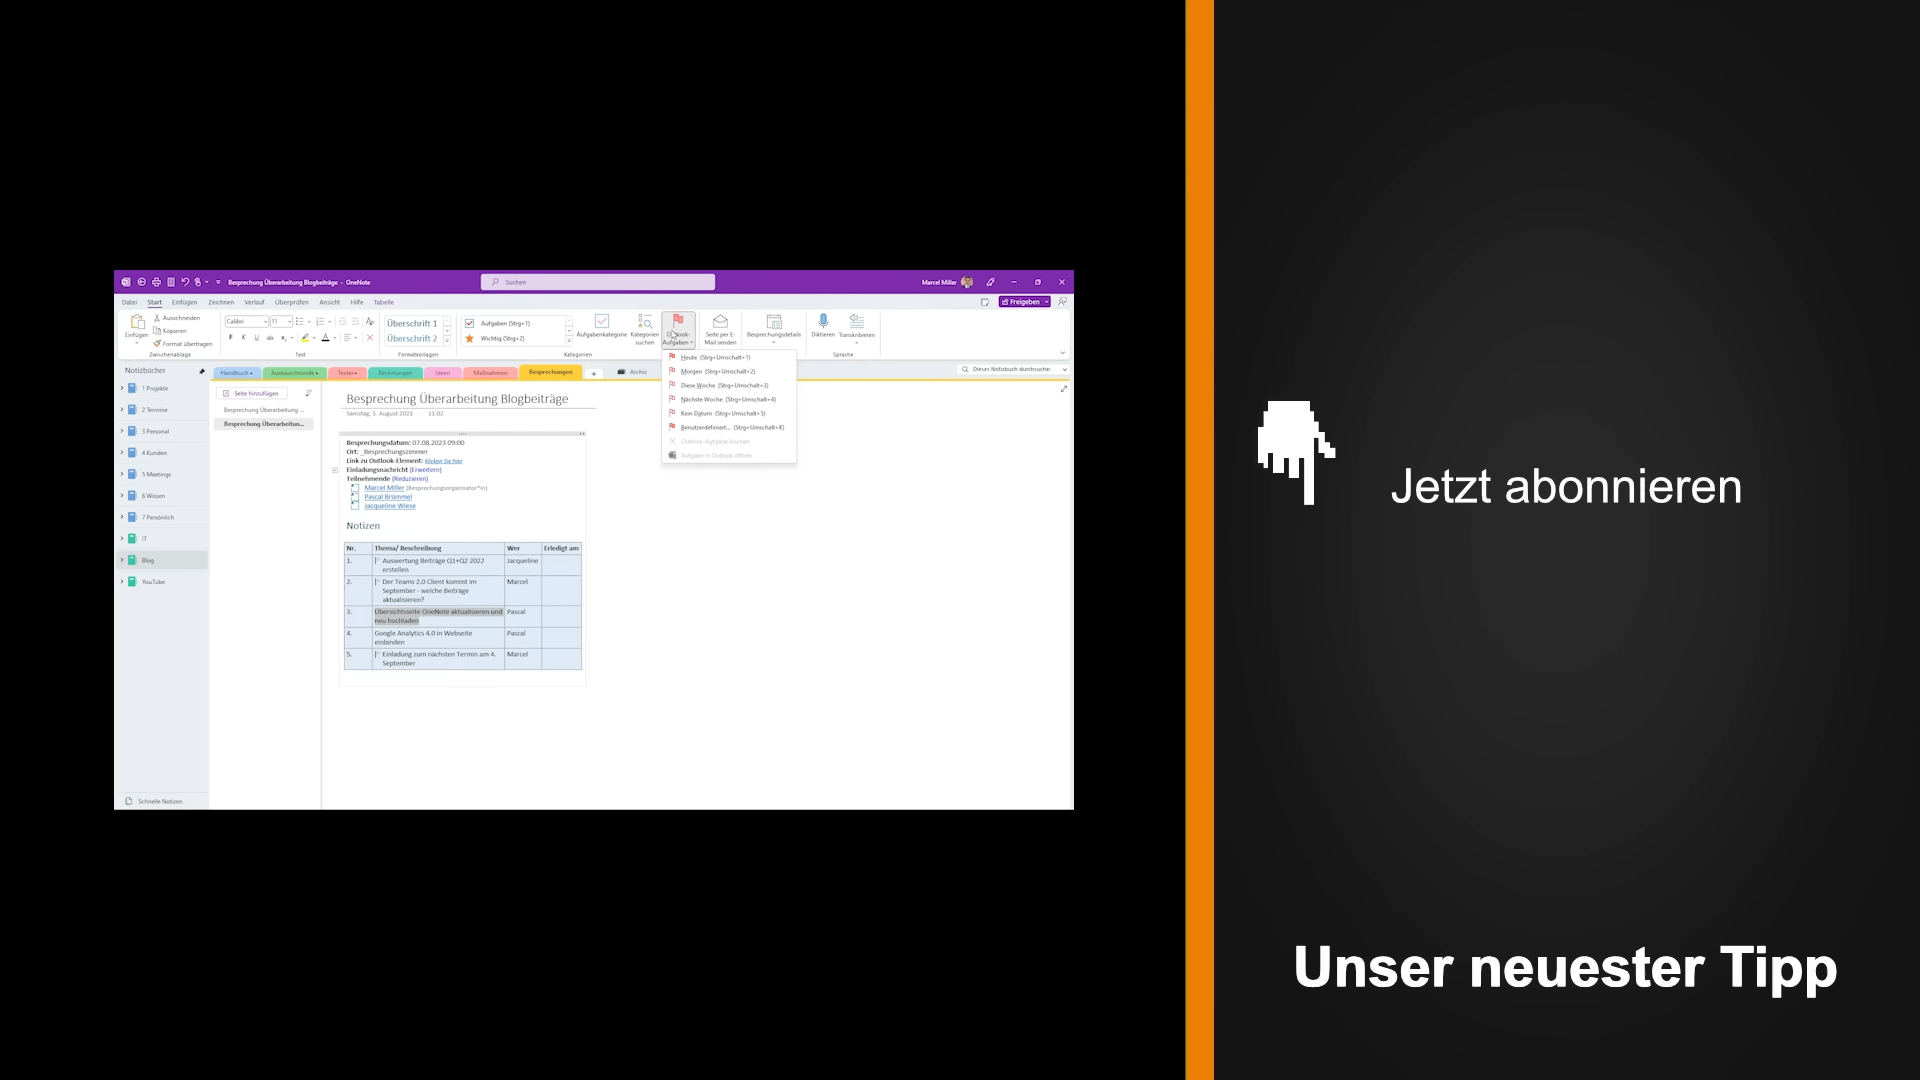 Besprechung Überarbeitung Blogbeiträge - OneNote
Suchen
Marcel Miller
Datei Start Einfügen Zeichnen Verlauf Überprüfen Ansicht Hilfe Tabelle
Freigeben
Einfügen
Ausschneiden
Kopieren
Format übertragen
Zwischenablage
Calibri 11
Text
Überschrift 1
Überschrift 2
Formatvorlagen
Aufgaben (Strg+1)
Wichtig (Strg+2)
Aufgabenkategorie
Kategorien suchen
Kategorien
Outlook-Aufgaben
Seite per E-Mail senden
Besprechungsdetails
Diktieren
Transkribieren
Sprache
Heute (Strg+Umschalt+1)
Morgen (Strg+Umschalt+2)
Diese Woche (Strg+Umschalt+3)
Nächste Woche (Strg+Umschalt+4)
Kein Datum (Strg+Umschalt+5)
Benutzerdefiniert... (Strg+Umschalt+K)
Outlook-Aufgabe löschen
Aufgabe in Outlook öffnen
Notizbücher
1 Projekte
2 Termine
3 Personal
4 Kunden
5 Meetings
6 Wissen
7 Persönlich
IT
Blog
YouTube
Schnelle Notizen
Handbuch Austauschrunde Texter Rechnungen Ideen Maßnahmen Besprechungen + Archiv
Dieses Notizbuch durchsuchen
Seite hinzufügen
Besprechung Überarbeitung ...
Besprechung Überarbeitun...
Besprechung Überarbeitung Blogbeiträge
Samstag, 5. August 2023 11:02
Besprechungsdatum: 07.08.2023 09:00
Ort: _Besprechungszimmer
Link zu Outlook-Element: klicken Sie hier
Einladungsnachricht (Erweitern)
Teilnehmende (Reduzieren)
Marcel Miller (Besprechungsorganisator*in)
Pascal Brümmel
Jacqueline Wiese
Notizen
Nr. Thema/ Beschreibung Wer Erledigt am
1. Auswertung Beiträge Q1+Q2 2022 Jacqueline
erstellen
2. Der Teams 2.0 Client kommt im Marcel
September - welche Beiträge
aktualisieren?
3. Übersichtsseite OneNote aktualisieren und Pascal
neu hochladen
4. Google Analytics 4.0 in Webseite Pascal
einbinden
5. Einladung zum nächsten Termin am 4. Marcel
September
Jetzt abonnieren
Unser neuester Tipp